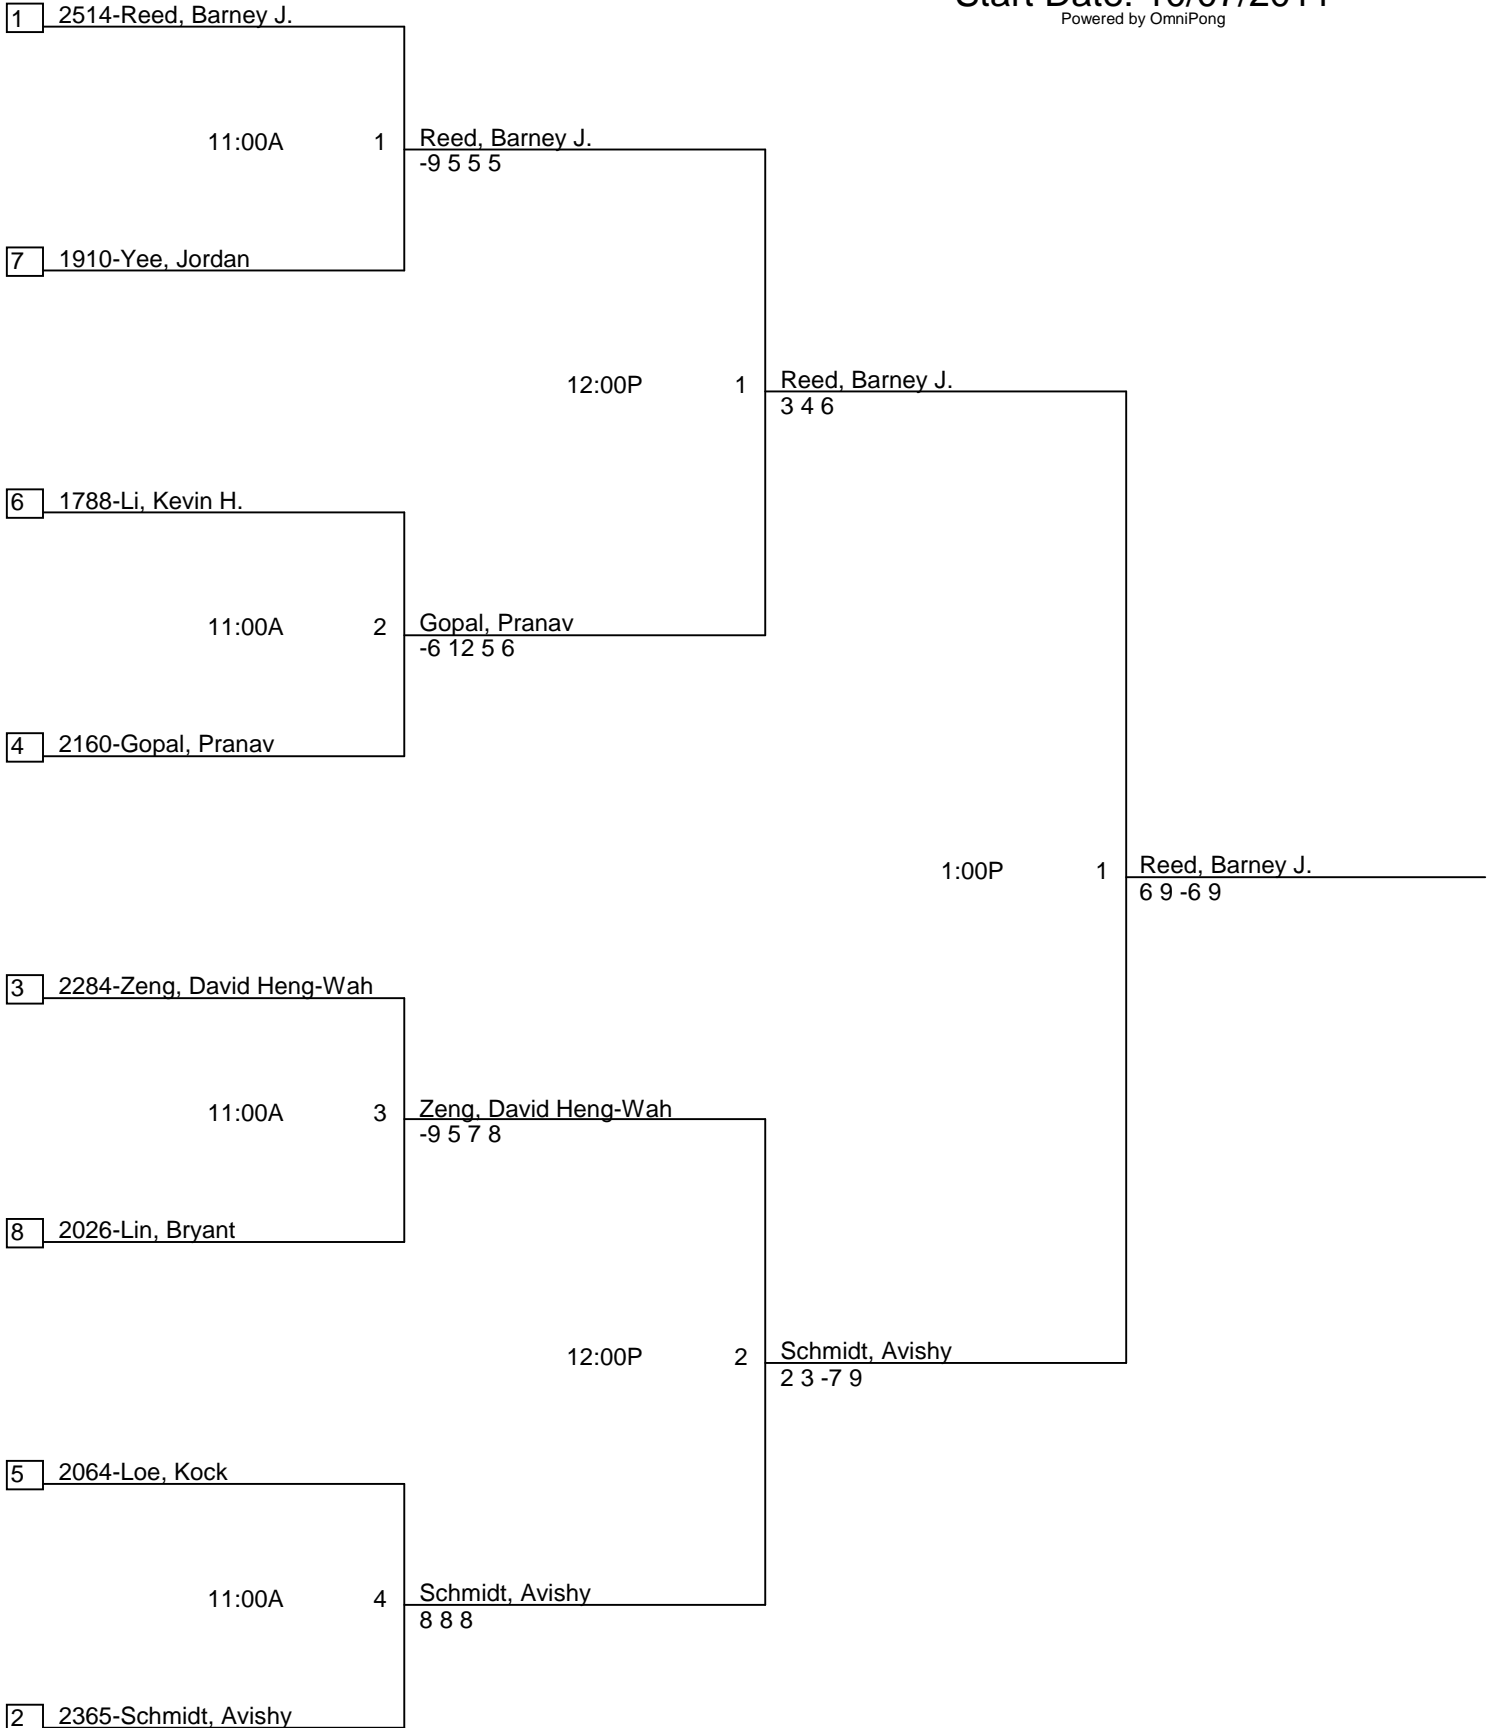 Powered by OmniPong
1 2514-Reed, Barney J.
11:00A 1 Reed, Barney J.
-9 5 5 5
7 1910-Yee, Jordan
12:00P 1 Reed, Barney J.
3 4 6
6 1788-Li, Kevin H.
11:00A 2 Gopal, Pranav
-6 12 5 6
4 2160-Gopal, Pranav
1:00P 1 Reed, Barney J.
6 9 -6 9
3 2284-Zeng, David Heng-Wah
11:00A 3 Zeng, David Heng-Wah
-9 5 7 8
8 2026-Lin, Bryant
12:00P 2 Schmidt, Avishy
2 3 -7 9
5 2064-Loe, Kock
11:00A 4 Schmidt, Avishy
8 8 8
2 2365-Schmidt, Avishy